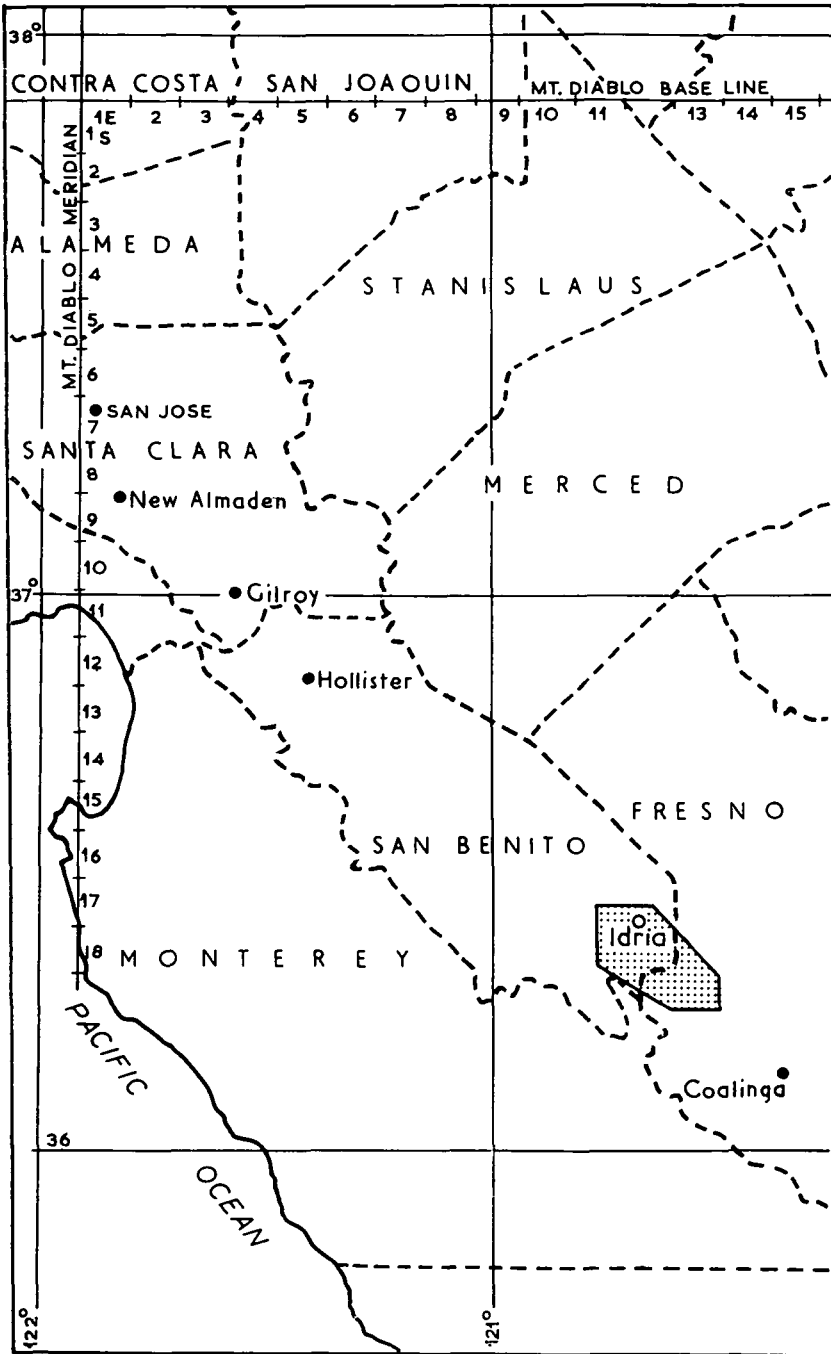 38°
CONTRA COSTA
SAN JOAQUIN
MT. DIABLO BASE LINE
1E 2 3 4 5 6 7 8 9 10 11 13 14 15
1S
2
3
4
5
6
7
8
9
10
11
12
13
14
15
16
17
18
MT. DIABLO MERIDIAN
ALAMEDA
STANISLAUS
SAN JOSE
SANTA CLARA
MERCED
New Almaden
37°
Gilroy
Hollister
FRESNO
SAN BENITO
Idria
MONTEREY
PACIFIC
OCEAN
Coalinga
36
122°
121°